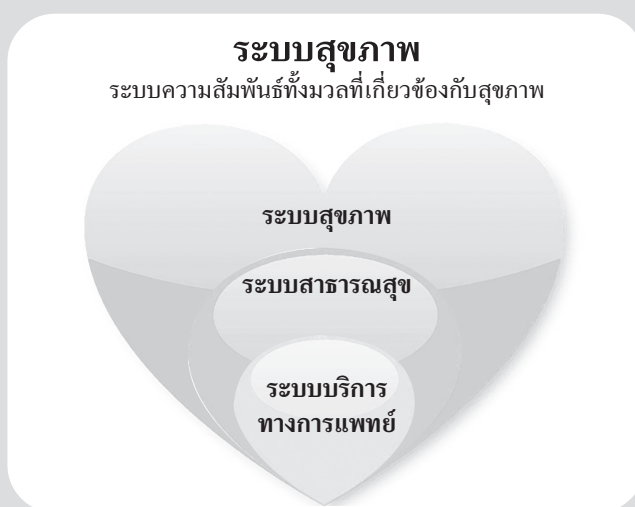 ระบบสุขภาพ
ระบบความสัมพันธ์ทั้งมวลที่เกี่ยวข้องกับสุขภาพ
ระบบสุขภาพ
ระบบสาธารณสุข
ระบบบริการ
ทางการแพทย์